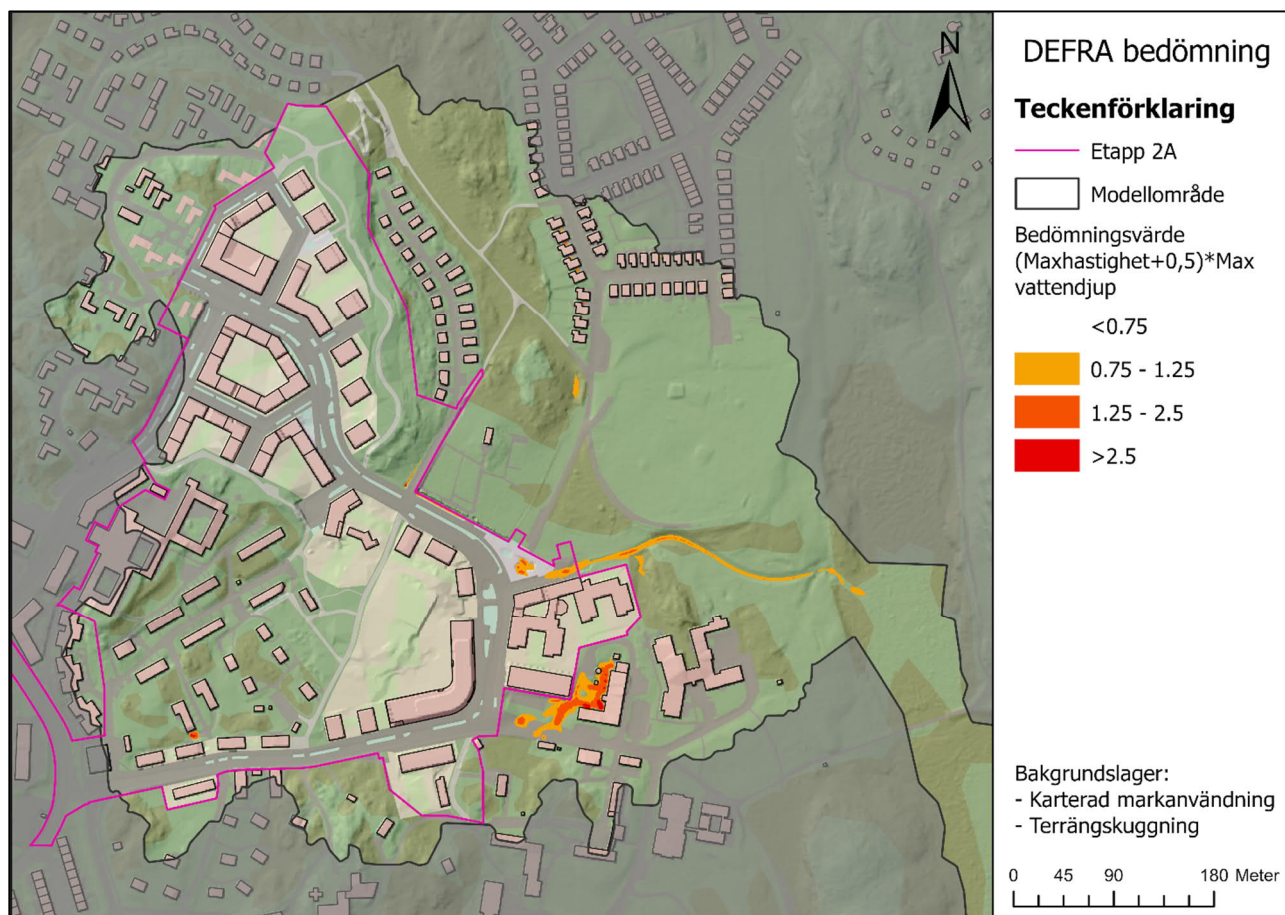 N
DEFRA bedömning
Teckenförklaring
Etapp 2A
Modellområde
Bedömningsvärde
(Maxhastighet+0,5)*Max
vattendjup
<0.75
0.75 - 1.25
1.25 - 2.5
>2.5
Bakgrundslager:
- Karterad markanvändning
- Terrängskuggning
0 45 90 180 Meter